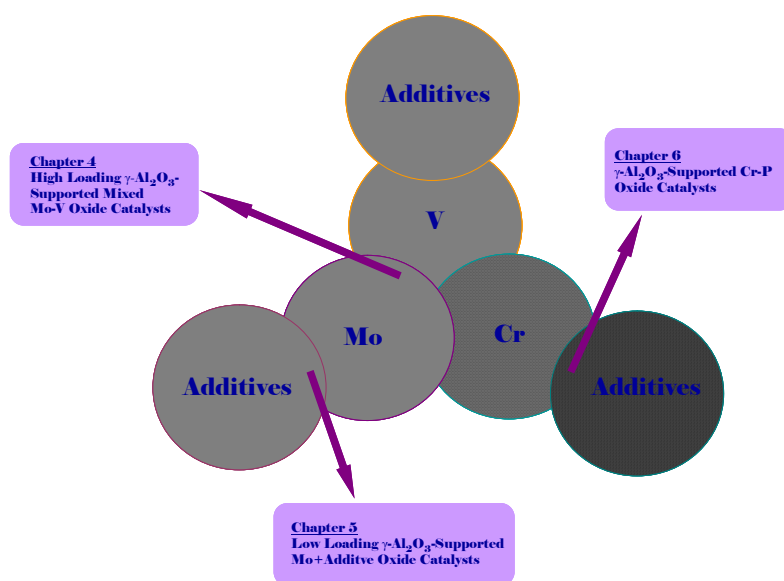 Additives
Chapter 4
High Loading γ-Al₂O₃-
Supported Mixed
Mo-V Oxide Catalysts
Chapter 6
γ-Al₂O₃-Supported Cr-P
Oxide Catalysts
V
Mo
Cr
Additives
Additives
Chapter 5
Low Loading γ-Al₂O₃-Supported
Mo+Additve Oxide Catalysts